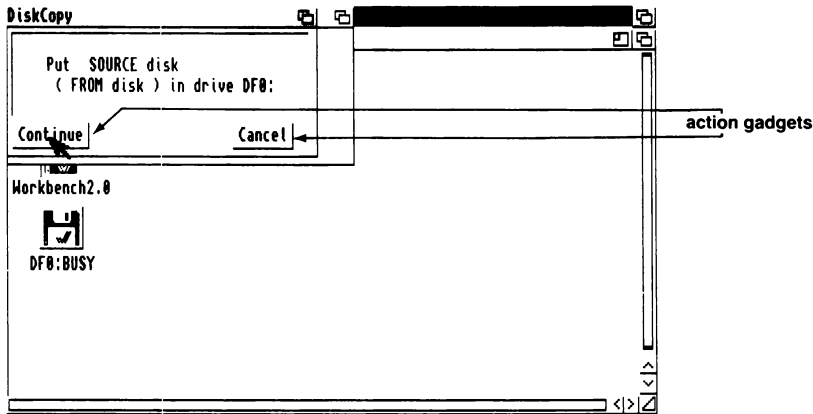 DiskCopy
Put SOURCE disk
( FROM disk ) in drive DF0:
Continue
Cancel
action gadgets
Workbench2.0
DF0:BUSY